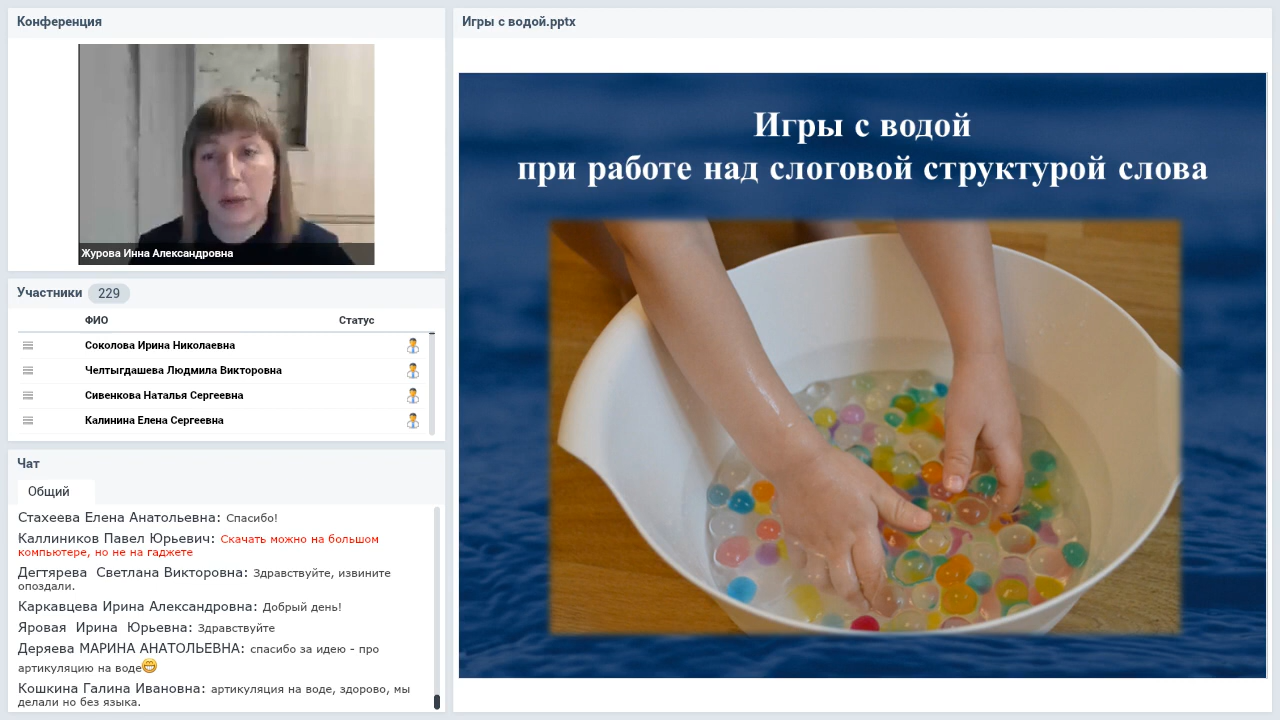 Конференция
Журова Инна Александровна
Участники 229
ФИО Статус
Соколова Ирина Николаевна
Челтыгдашева Людмила Викторовна
Сивенкова Наталья Сергеевна
Калинина Елена Сергеевна
Чат
Общий
Стахеева Елена Анатольевна: Спасибо!
Каллиников Павел Юрьевич: Скачать можно на большом
компьютере, но не на гаджете
Дегтярева Светлана Викторовна: Здравствуйте, извините
опоздали.
Каркавцева Ирина Александровна: Добрый день!
Яровая Ирина Юрьевна: Здравствуйте
Деряева МАРИНА АНАТОЛЬЕВНА: спасибо за идею - про
артикуляцию на воде
Кошкина Галина Ивановна: артикуляция на воде, здорово, мы
делали но без языка.
Игры с водой.pptx
Игры с водой
при работе над слоговой структурой слова